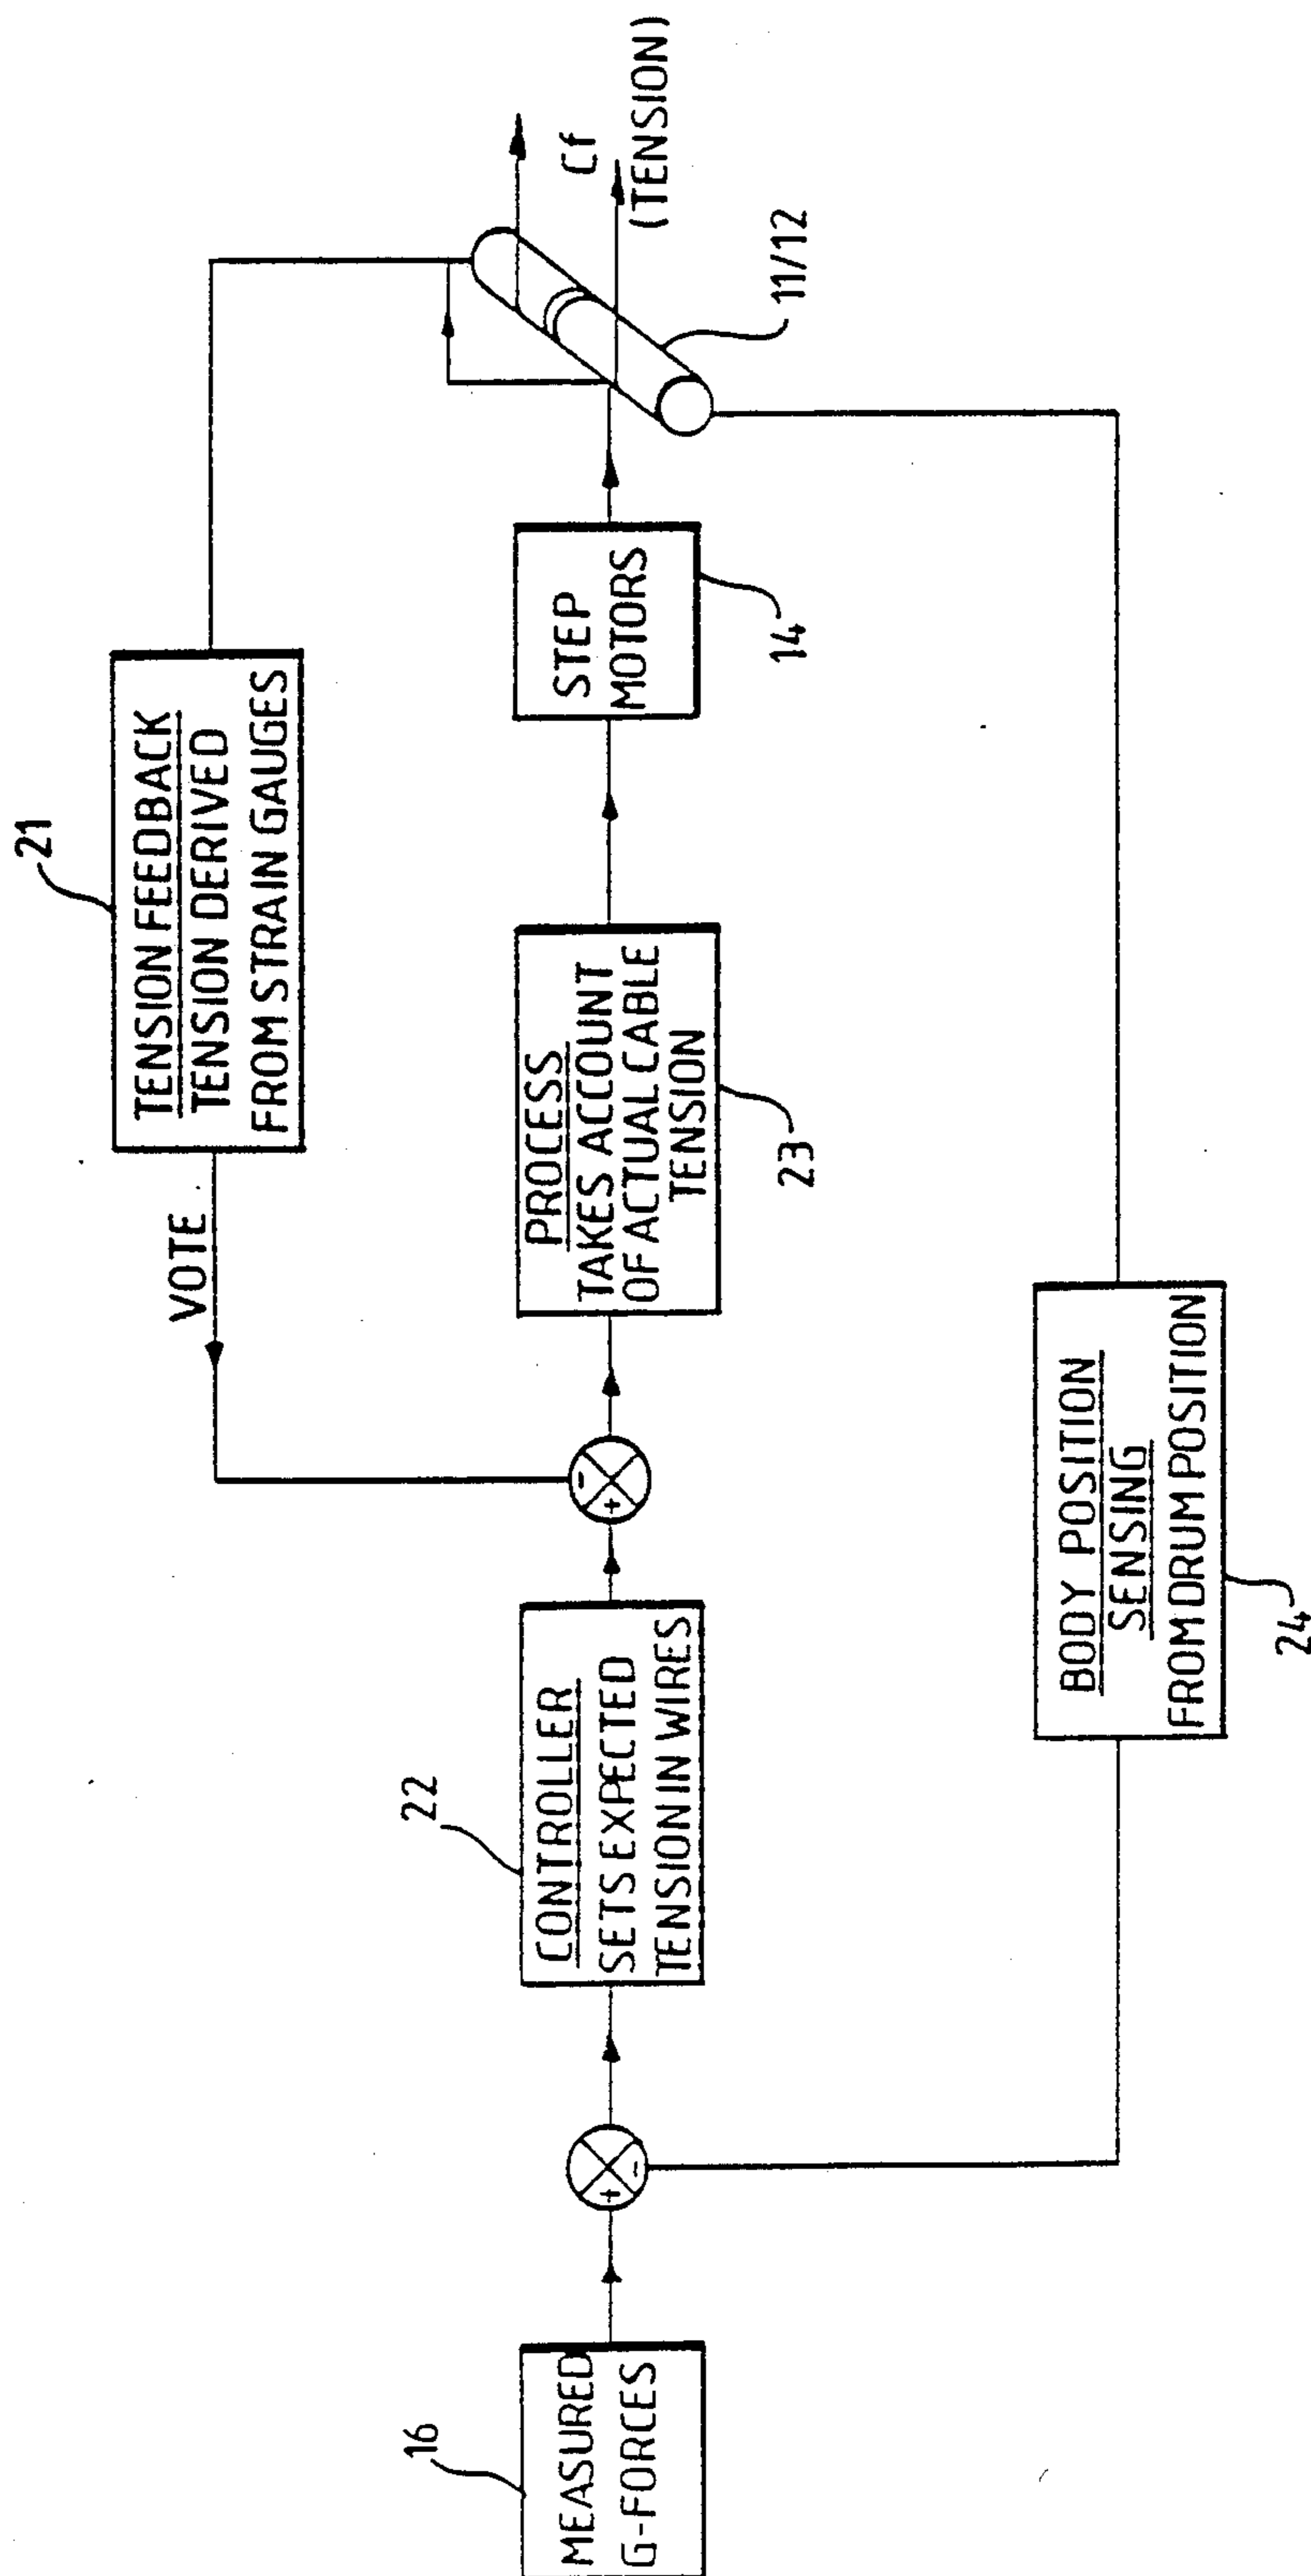 21
TENSION FEEDBACK
TENSION DERIVED
FROM STRAIN GAUGES
VOTE
16
MEASURED
G-FORCES
+
-
22
CONTROLLER
SETS EXPECTED
TENSION IN WIRES
-
+
PROCESS
TAKES ACCOUNT
OF ACTUAL CABLE
TENSION
23
STEP
MOTORS
14
Cf
(TENSION)
11/12
BODY POSITION
SENSING
FROM DRUM POSITION
24